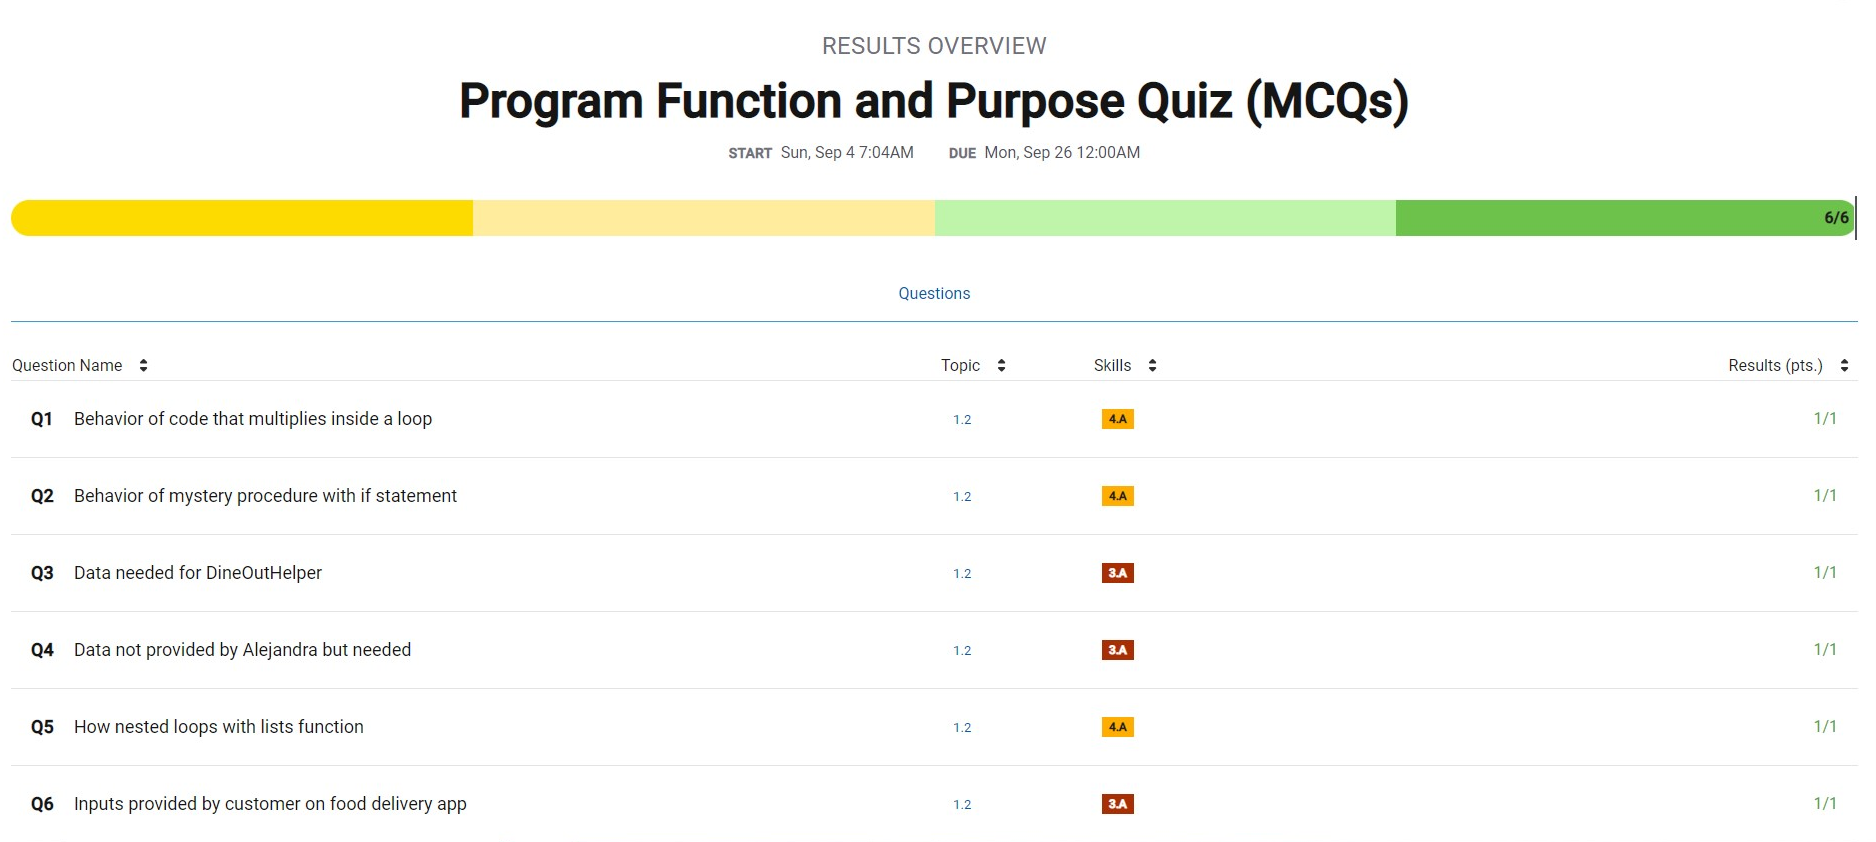 RESULTS OVERVIEW
Program Function and Purpose Quiz (MCQs)
START Sun, Sep 4 7:04AM DUE Mon, Sep 26 12:00AM
6/6
Questions
Question Name Topic Skills Results (pts.)
Q1 Behavior of code that multiplies inside a loop 1.2 4.A 1/1
Q2 Behavior of mystery procedure with if statement 1.2 4.A 1/1
Q3 Data needed for DineOutHelper 1.2 3.A 1/1
Q4 Data not provided by Alejandra but needed 1.2 3.A 1/1
Q5 How nested loops with lists function 1.2 4.A 1/1
Q6 Inputs provided by customer on food delivery app 1.2 3.A 1/1